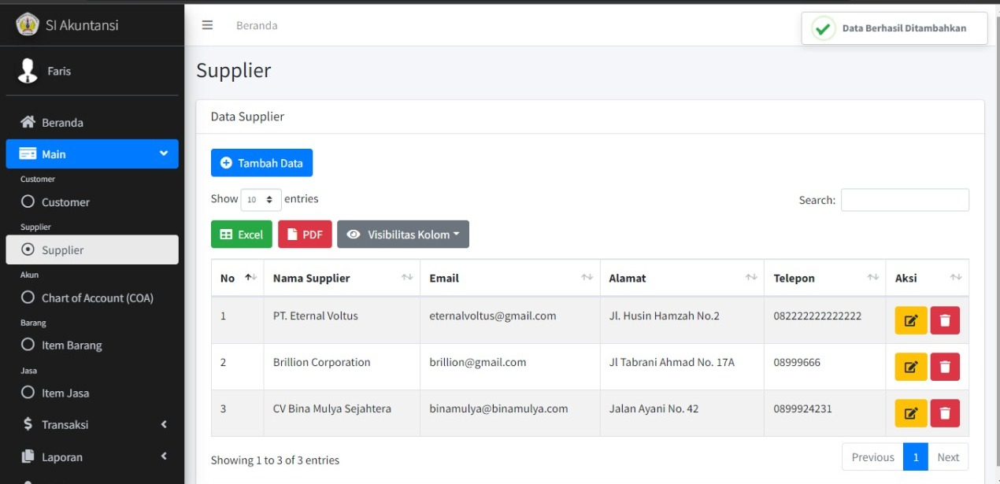 SI Akuntansi
Beranda
Data Berhasil Ditambahkan
Faris
Beranda
Main
Customer
Customer
Supplier
Supplier
Akun
Chart of Account (COA)
Barang
Item Barang
Jasa
Item Jasa
Transaksi
Laporan
Supplier
Data Supplier
Tambah Data
Show 10 entries
Search:
Excel PDF Visibilitas Kolom
No Nama Supplier Email Alamat Telepon Aksi
1 PT. Eternal Voltus eternalvoltus@gmail.com Jl. Husin Hamzah No.2 082222222222222
2 Brillion Corporation brillion@gmail.com Jl Tabrani Ahmad No. 17A 08999666
3 CV Bina Mulya Sejahtera binamulya@binamulya.com Jalan Ayani No. 42 0899924231
Showing 1 to 3 of 3 entries
Previous 1 Next